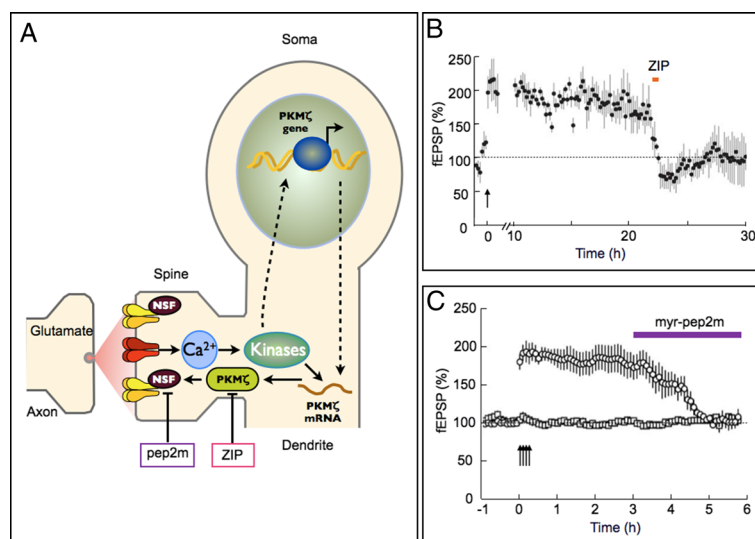 A
Soma
PKMζ
gene
Spine
NSF
Glutamate
Ca2+
Kinases
NSF
PKMζ
PKMζ
mRNA
Axon
pep2m
ZIP
Dendrite
B
250
200
150
100
50
0
fEPSP (%)
ZIP
0
10
20
30
Time (h)
C
250
200
150
100
50
0
fEPSP (%)
myr-pep2m
-1 0 1 2 3 4 5 6
Time (h)